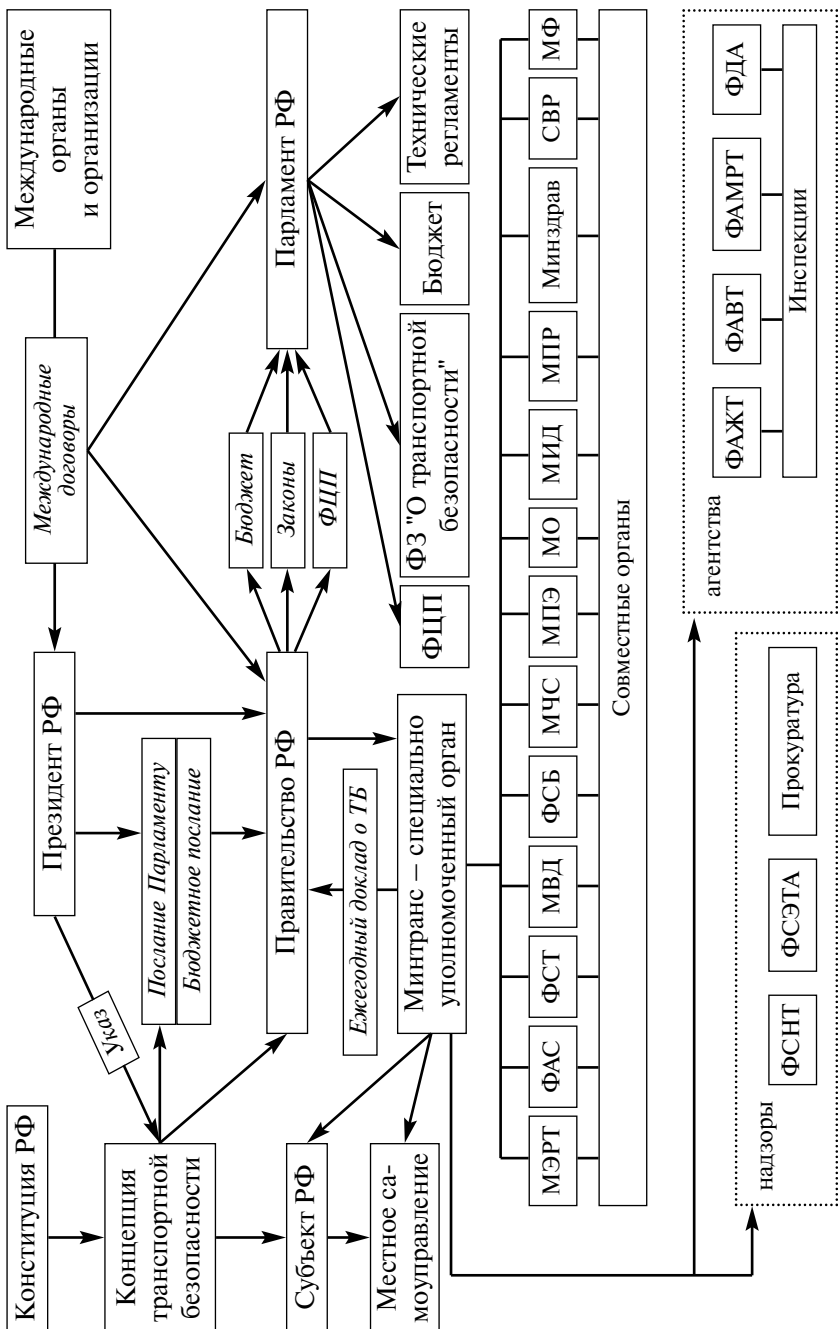 Конституция РФ
Президент РФ
Международные
органы
и организации
Международные
договоры
Указ
Концепция
транспортной
безопасности
Послание Парламенту
Бюджетное послание
Правительство РФ
Бюджет
Законы
ФЦП
Парламент РФ
Субъект РФ
Местное са-
моуправление
Ежегодный доклад о ТБ
Минтранс – специально
уполномоченный орган
ФЦП
ФЗ "О транспортной
безопасности"
Бюджет
Технические
регламенты
МЭРТ
ФАС
ФСТ
МВД
ФСБ
МЧС
МПЭ
МО
МИД
МПР
Минздрав
СВР
МФ
Совместные органы
надзоры
ФСНТ
ФСЭТА
Прокуратура
агентства
ФАЖТ
ФАВТ
ФАМРТ
ФДА
Инспекции